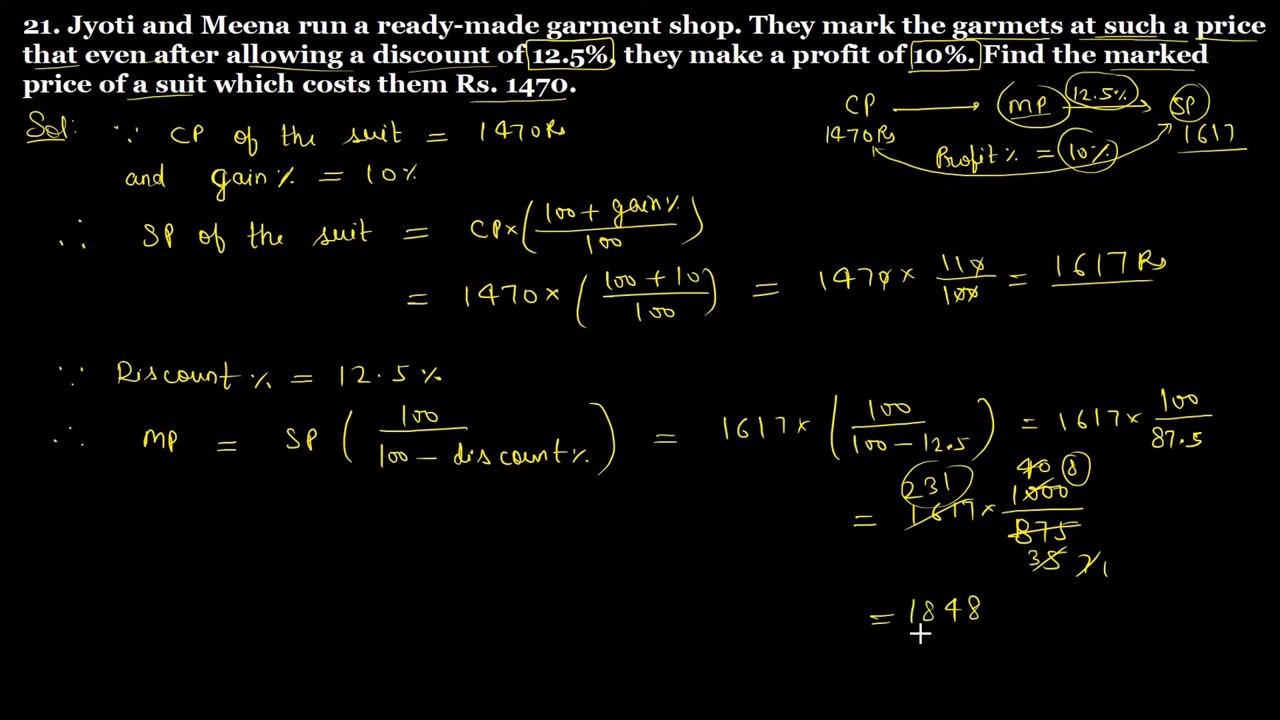 21. Jyoti and Meena run a ready-made garment shop. They mark the garmets at such a price
that even after allowing a discount of 12.5%, they make a profit of 10%. Find the marked
price of a suit which costs them Rs. 1470.
CP → MP 12.5% → SP
1470Rs 1617
Profit % = 10%
Sol: ∵ CP of the suit = 1470Rs
and gain % = 10%
∴ SP of the suit = CP × (100 + gain% / 100)
= 1470 × (100 + 10 / 100) = 1470 × 110/100 = 1617 Rs
∵ Discount % = 12.5%
∴ MP = SP (100 / 100 - discount%) = 1617 × (100 / 100 - 12.5) = 1617 × 100/87.5
231 40 8
= 1617 × 1000/875
35 7 1
= 1848